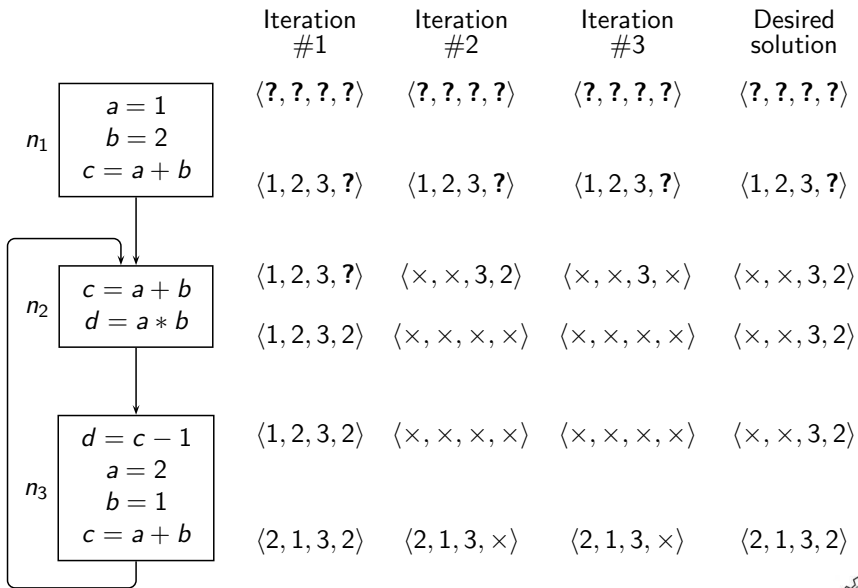 Iteration #1 Iteration #2 Iteration #3 Desired solution
⟨?, ?, ?, ?⟩ ⟨?, ?, ?, ?⟩ ⟨?, ?, ?, ?⟩ ⟨?, ?, ?, ?⟩
a = 1
n₁ b = 2
c = a + b
⟨1, 2, 3, ?⟩ ⟨1, 2, 3, ?⟩ ⟨1, 2, 3, ?⟩ ⟨1, 2, 3, ?⟩
⟨1, 2, 3, ?⟩ ⟨×, ×, 3, 2⟩ ⟨×, ×, 3, ×⟩ ⟨×, ×, 3, 2⟩
c = a + b
n₂
d = a ∗ b
⟨1, 2, 3, 2⟩ ⟨×, ×, ×, ×⟩ ⟨×, ×, ×, ×⟩ ⟨×, ×, 3, 2⟩
d = c − 1 ⟨1, 2, 3, 2⟩ ⟨×, ×, ×, ×⟩ ⟨×, ×, ×, ×⟩ ⟨×, ×, 3, 2⟩
a = 2
n₃
b = 1
c = a + b ⟨2, 1, 3, 2⟩ ⟨2, 1, 3, ×⟩ ⟨2, 1, 3, ×⟩ ⟨2, 1, 3, 2⟩